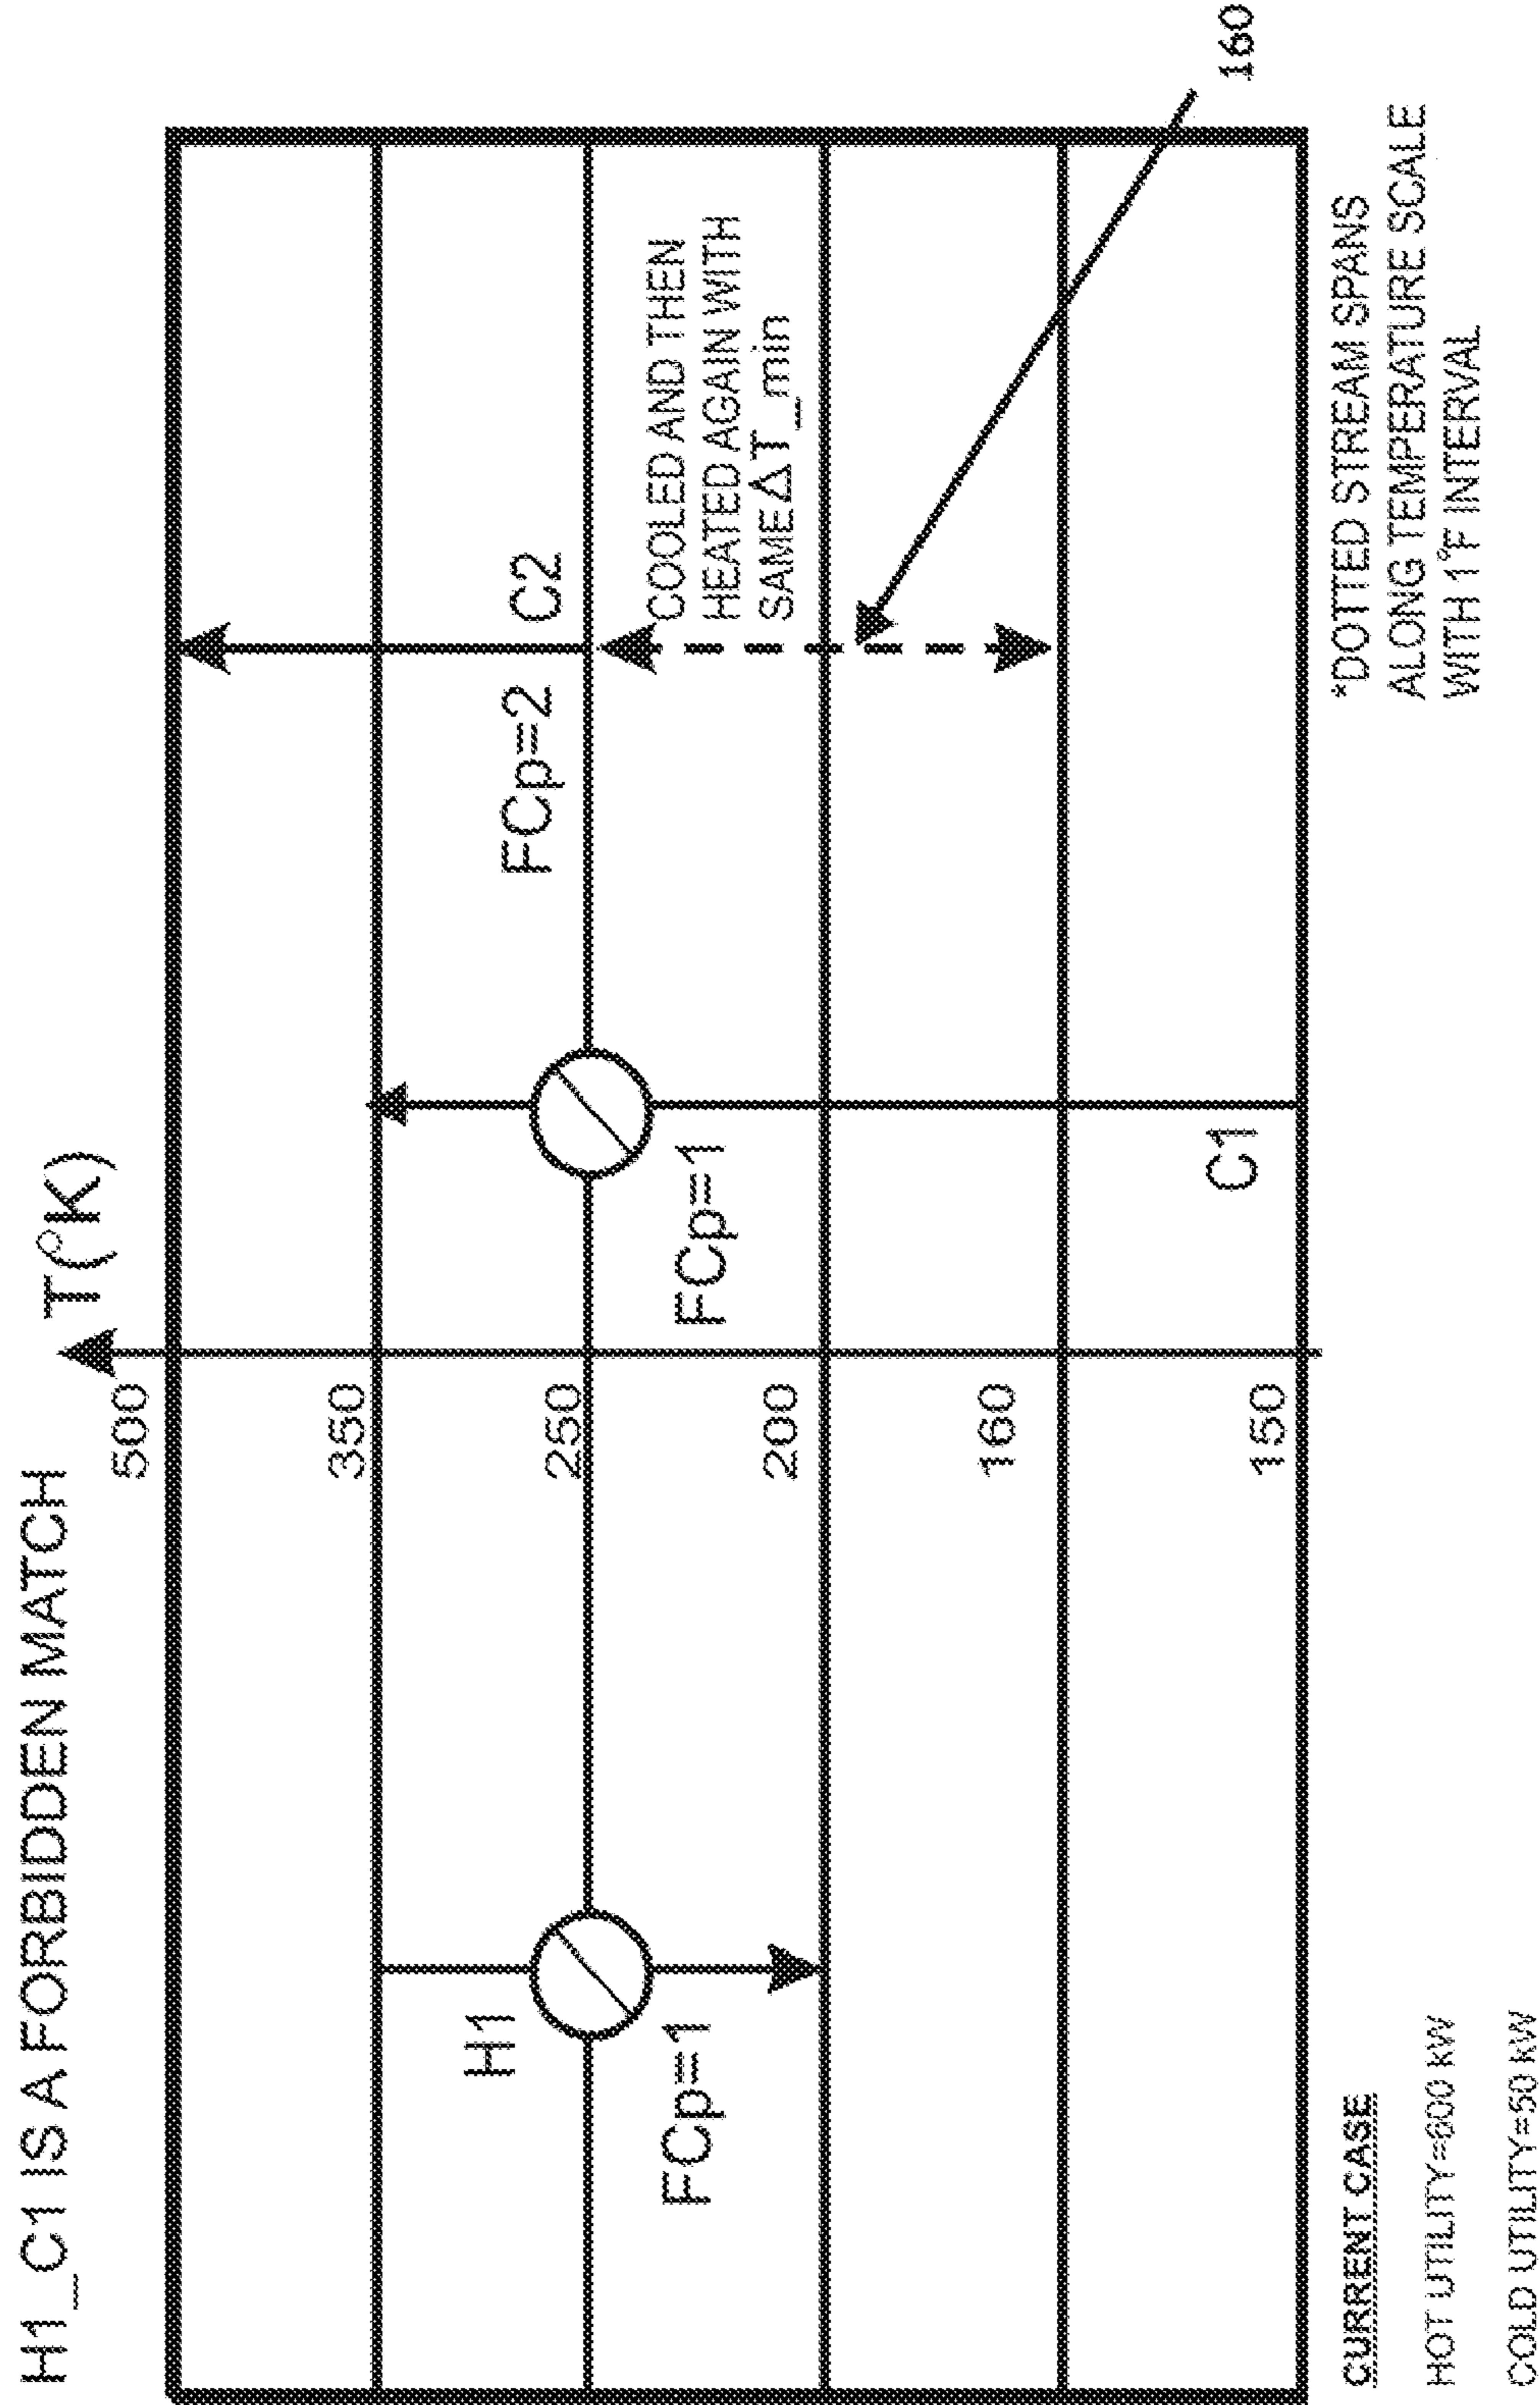 H1_C1 IS A FORBIDDEN MATCH
T(°K)
500
350
250
200
160
150
H1
FCp=1
FCp=1
C1
FCp=2
C2
COOLED AND THEN
HEATED AGAIN WITH
SAME ΔT_min
160
*DOTTED STREAM SPANS
ALONG TEMPERATURE SCALE
WITH 1°F INTERVAL
CURRENT CASE
HOT UTILITY=600 kW
COLD UTILITY=50 kW